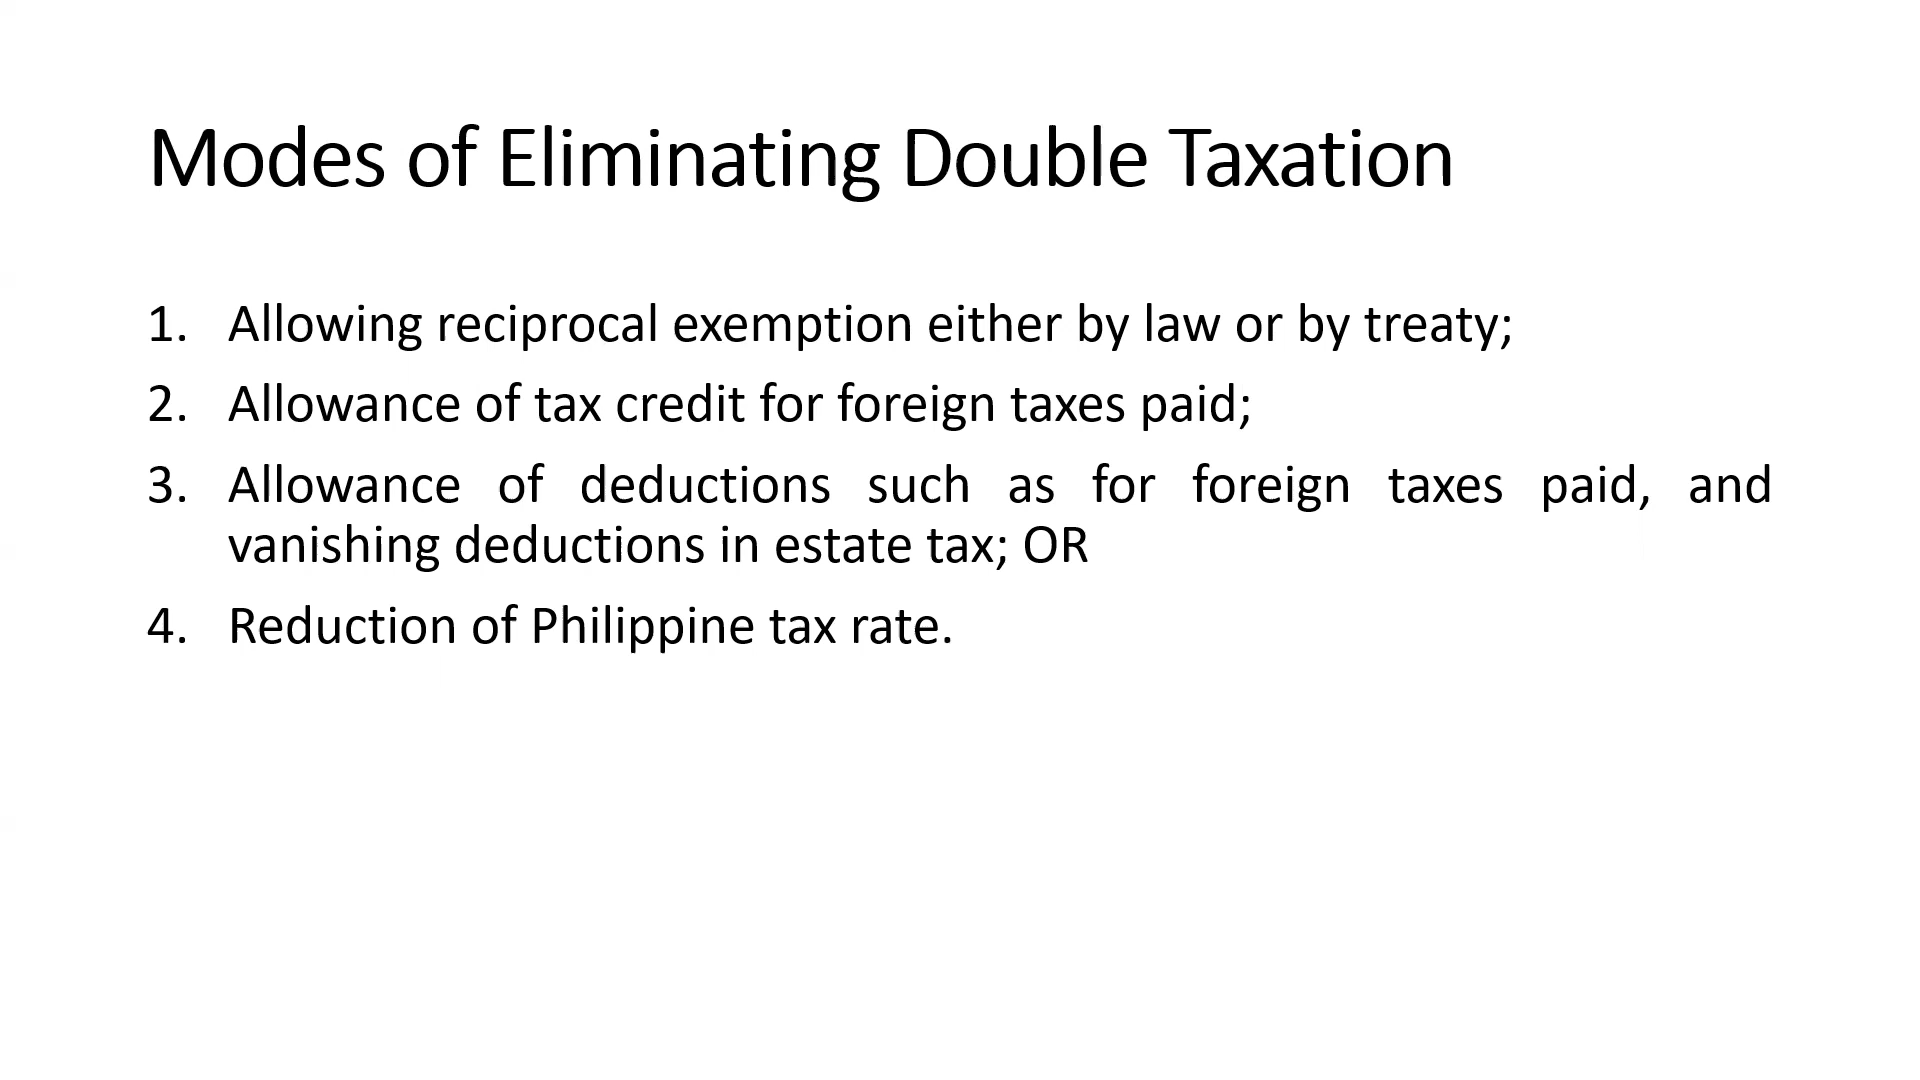 Modes of Eliminating Double Taxation
1. Allowing reciprocal exemption either by law or by treaty;
2. Allowance of tax credit for foreign taxes paid;
3. Allowance of deductions such as for foreign taxes paid, and
vanishing deductions in estate tax; OR
4. Reduction of Philippine tax rate.